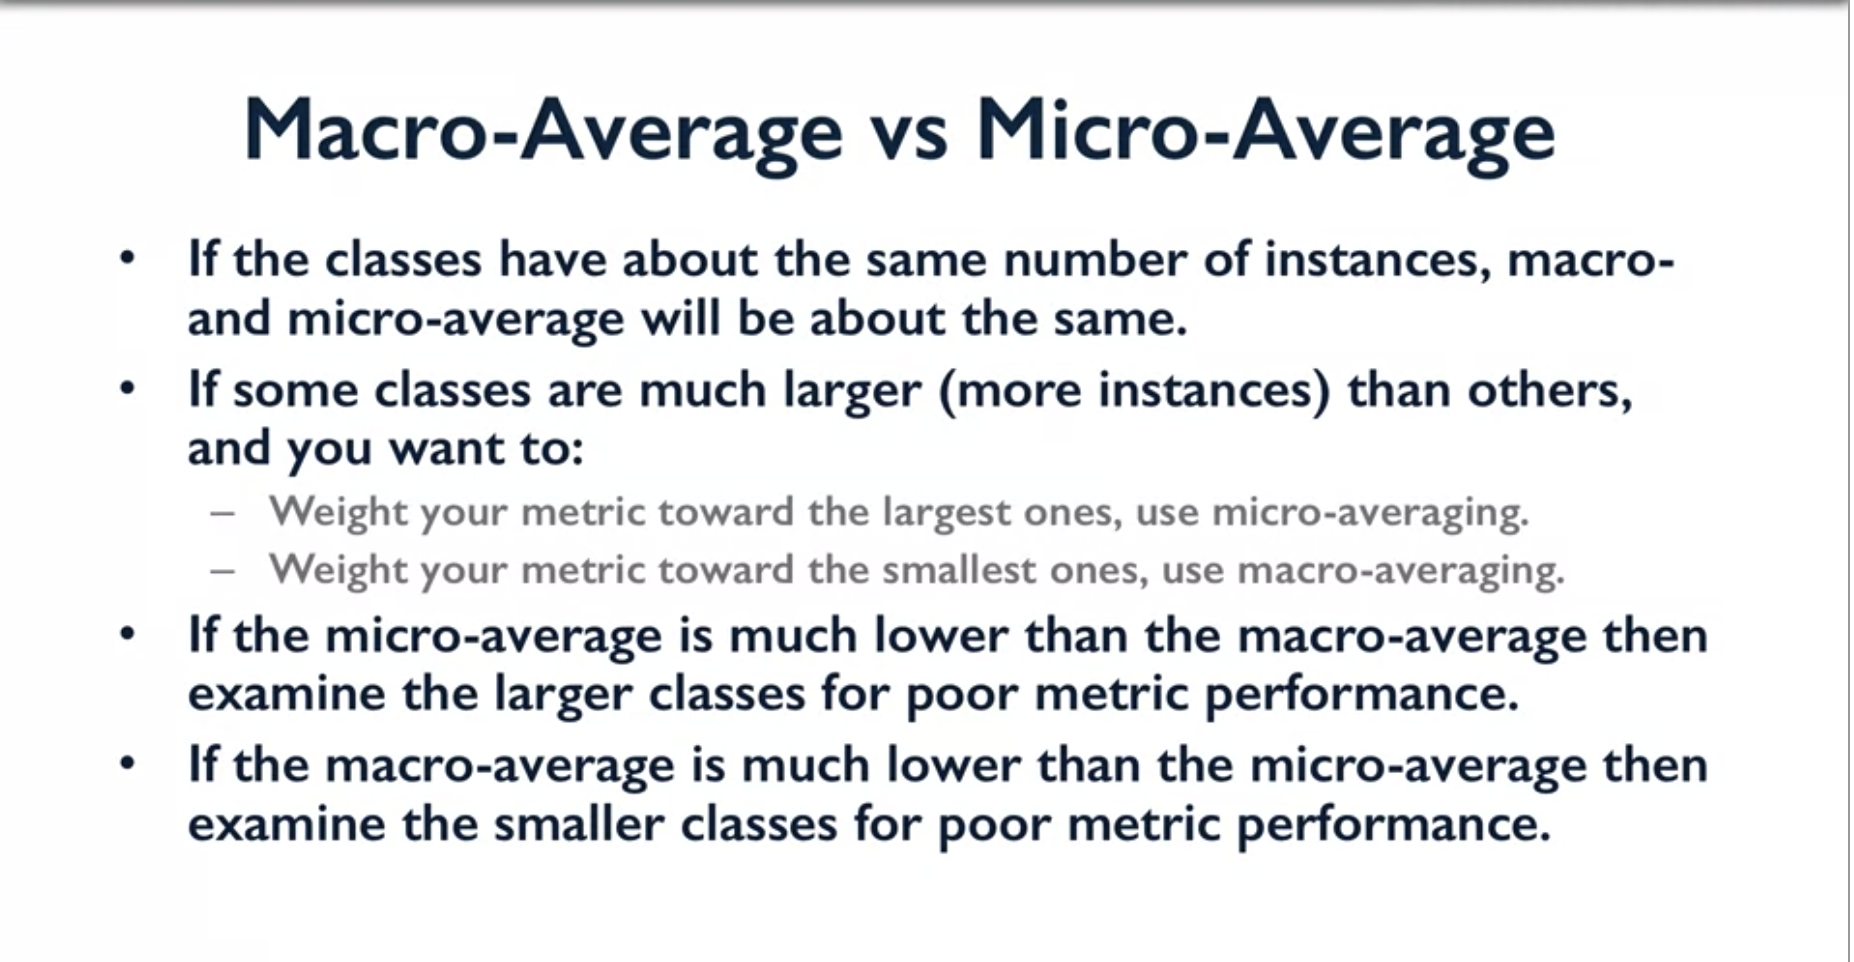 Macro-Average vs Micro-Average
• If the classes have about the same number of instances, macro-
and micro-average will be about the same.
• If some classes are much larger (more instances) than others,
and you want to:
– Weight your metric toward the largest ones, use micro-averaging.
– Weight your metric toward the smallest ones, use macro-averaging.
• If the micro-average is much lower than the macro-average then
examine the larger classes for poor metric performance.
• If the macro-average is much lower than the micro-average then
examine the smaller classes for poor metric performance.